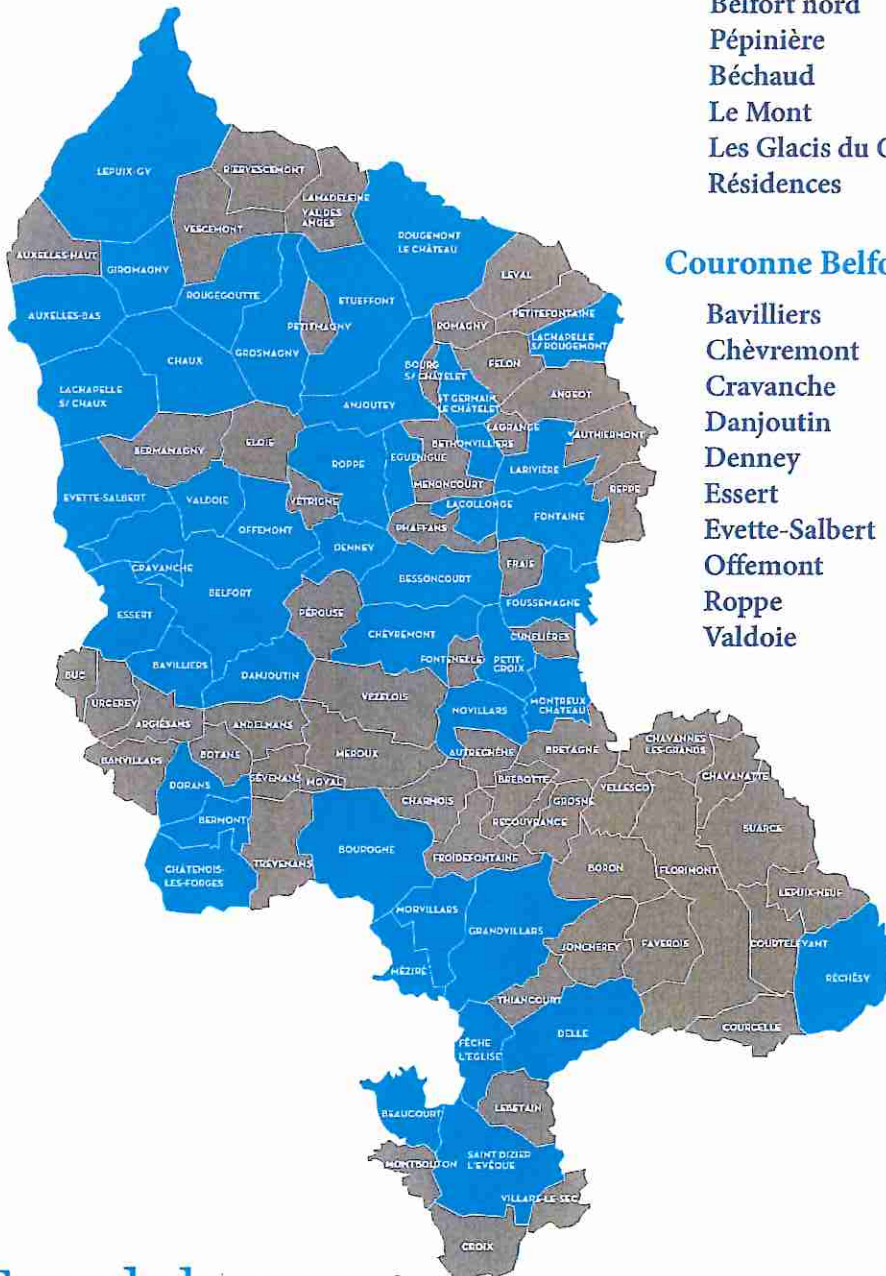 Belfort nord
Pépinière
Béchaud
Le Mont
Les Glacis du
Résidences
Couronne
Bavilliers
Chèvremont
Cravanche
Danjoutin
Denney
Essert
Evette-Salbert
Offemont
Roppe
Valdoie
LEPUIX-GY
RIERVESCEMONT
LAMADELEINE
VAL DES
ANGES
VESCEMONT
ROUGEMONT
LE CHÂTEAU
AUXELLES-HAUT
GIROMAGNY
LEVAL
ROUGEGOUTTE
ETUEFFONT
PETITEFONTAINE
AUXELLES-BAS
PETITMAGNY
ROMAGNY
LACHAPELLE
S/ ROUGEMONT
CHAUX
GROSMAGNY
BOURG
S/ CHÂTELET
FELON
LACHAPELLE
S/ CHAUX
ANJOUTEY
ST GERMAIN
LE CHÂTELET
ANGEOT
LAGRANGE
SERMAMAGNY
ELOIE
BETHONVILLIERS
AUTHIERMONT
ROPPE
EGUENIGUE
LARIVIÈRE
MENONCOURT
EVETTE-SALBERT
VALDOIE
VÉTRIGNE
LACOLLONGE
REPPE
OFFEMONT
PHAFFANS
FONTAINE
DENNEY
CRAVANCHE
BESSONCOURT
FRAIE
BELFORT
ESSERT
PÉROUSE
FOUSSEMAGNE
CHÈVREMONT
CUNELIÈRES
BAVILLIERS
DANJOUTIN
FONTENELLE
PETIT-
CROIX
BUC
URCEREY
VEZELOIS
NOVILLARS
MONTREUX
CHÂTEAU
ARGIÉSANS
ANDELNANS
BANVILLARS
BOTANS
MEROUX
AUTRECHÊNE
BRETAGNE
CHAVANNES
LES-GRANDS
DORANS
SÉVENANS
MOVAL
BREBOTTE
CHAVANATTE
CHARMOIS
GROSNE
VELLESCOT
BERMONT
RECOUVRANCE
SUARCE
TRÉVENANS
BOUROGNE
FROIDEFONTAINE
CHÂTENOIS-
LES-FORGES
BORON
FLORIMONT
LEPUIX-NEUF
MORVILLARS
GRANDVILLARS
JONCHEREY
FAVEROIS
COURTELEVANT
MÉZIRÉ
RÉCHÉSY
THIANCOURT
DELLE
COURCELLE
FÊCHE
L'EGLISE
LEBETAIN
BEAUCOURT
MONTBOUTON
SAINT DIZIER
L'EVÊQUE
VILLARS-LE-SEC
CROIX